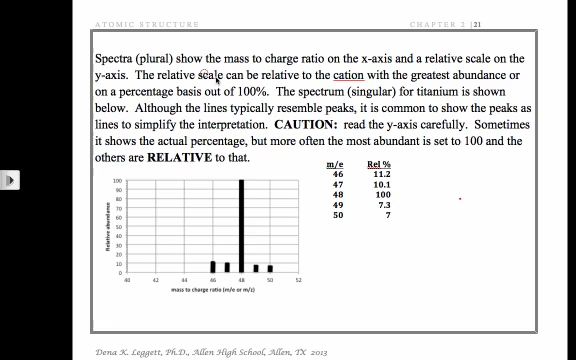 ATOMIC STRUCTURE CHAPTER 2 |21
Spectra (plural) show the mass to charge ratio on the x-axis and a relative scale on the
y-axis. The relative scale can be relative to the cation with the greatest abundance or
on a percentage basis out of 100%. The spectrum (singular) for titanium is shown
below. Although the lines typically resemble peaks, it is common to show the peaks as
lines to simplify the interpretation. CAUTION: read the y-axis carefully. Sometimes
it shows the actual percentage, but more often the most abundant is set to 100 and the
others are RELATIVE to that.
m/e Rel %
46 11.2
47 10.1
48 100
49 7.3
50 7
Relative abundance
100
90
80
70
60
50
40
30
20
10
0
40 42 44 46 48 50 52
mass to charge ratio (m/e or m/z)
Dena K. Leggett, Ph.D., Allen High School, Allen, TX 2013